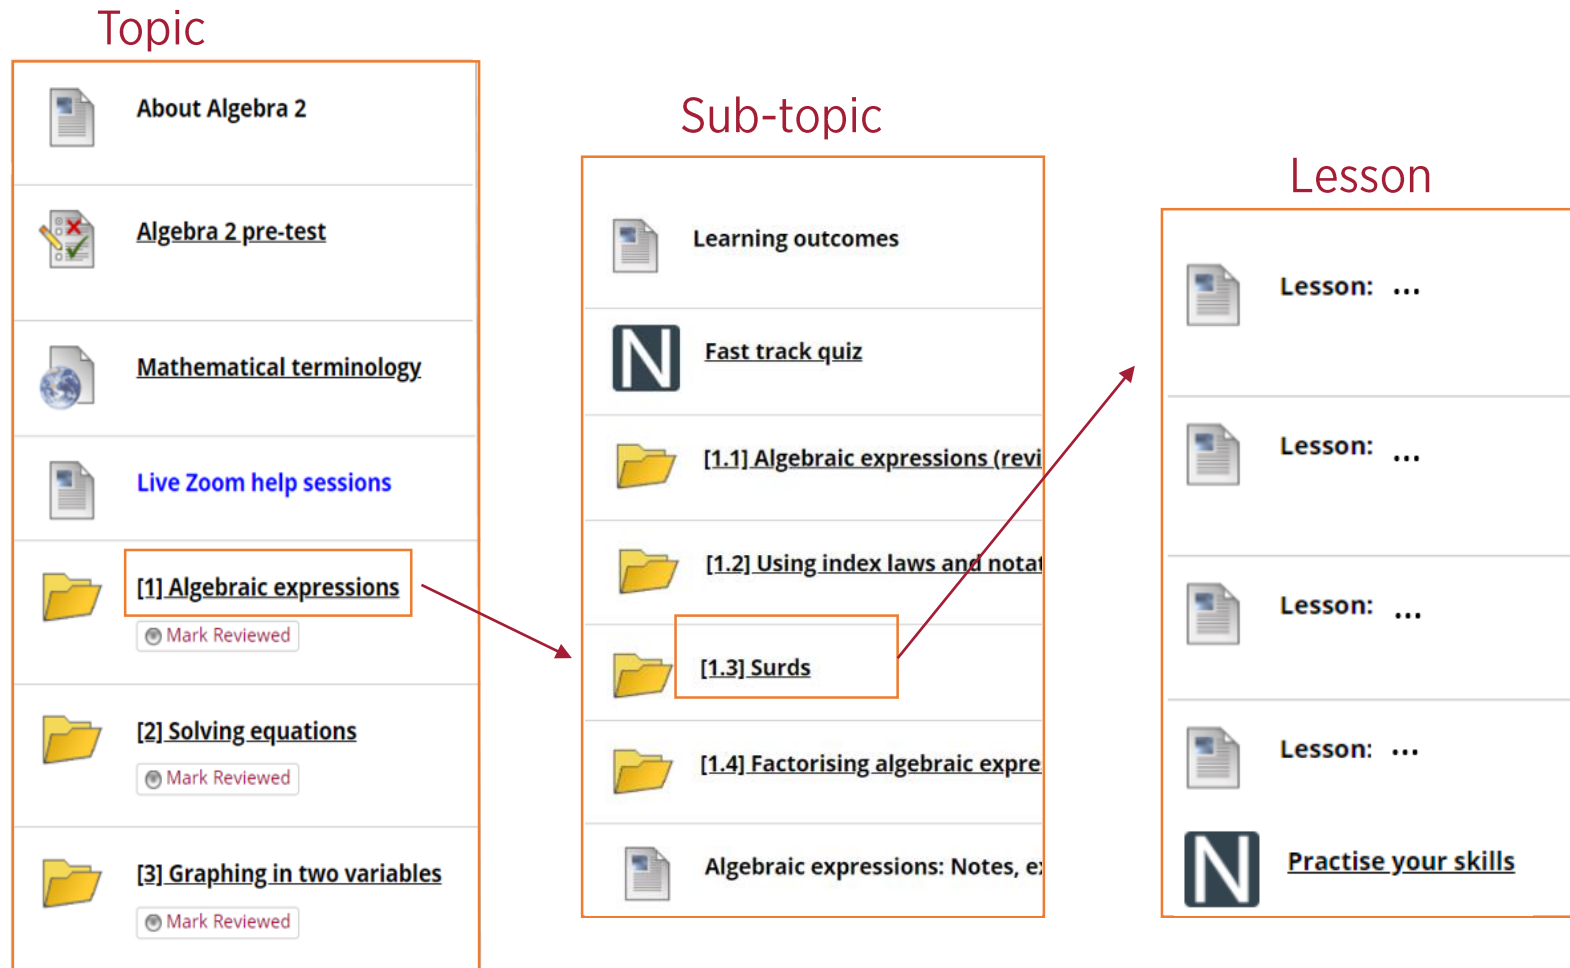 Topic
About Algebra 2
Algebra 2 pre-test
Mathematical terminology
Live Zoom help sessions
[1] Algebraic expressions
Mark Reviewed
[2] Solving equations
Mark Reviewed
[3] Graphing in two variables
Mark Reviewed
Sub-topic
Learning outcomes
N
Fast track quiz
[1.1] Algebraic expressions (revi
[1.2] Using index laws and notat
[1.3] Surds
[1.4] Factorising algebraic expre
Algebraic expressions: Notes, e
Lesson
Lesson: ...
Lesson: ...
Lesson: ...
Lesson: ...
N
Practise your skills